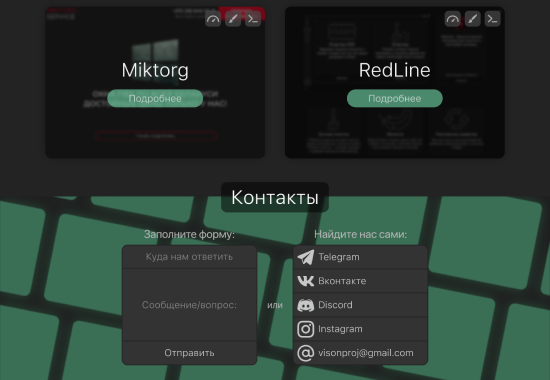 Miktorg
Подробнее
RedLine
Подробнее
Контакты
Заполните форму:
Куда нам ответить
Сообщение/вопрос:
Отправить
или
Найдите нас сами:
Telegram
Вконтакте
Discord
Instagram
visonproj@gmail.com